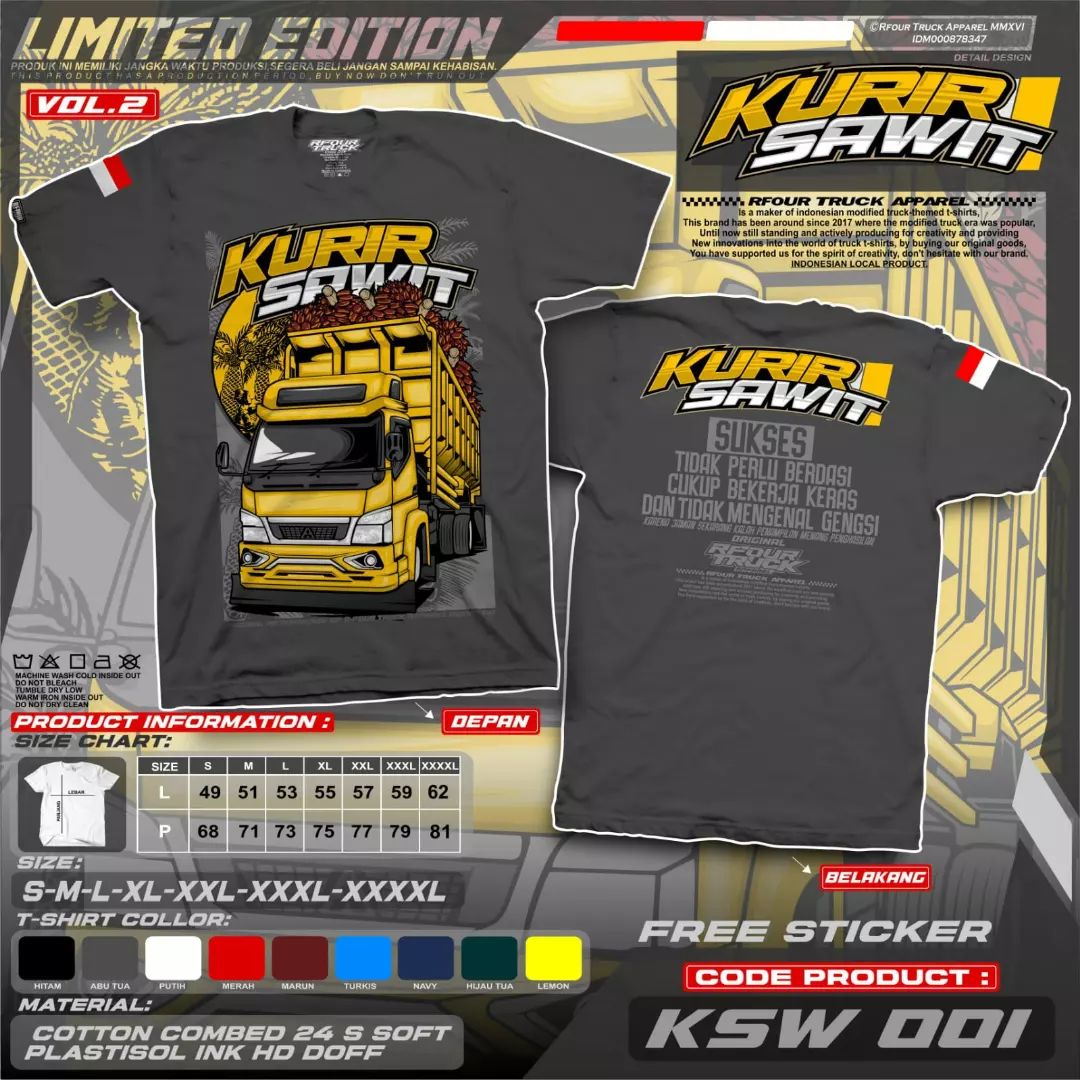 LIMITED EDITION
PRODUK INI MEMILIKI JANGKA WAKTU PRODUKSI, SEGERA BELI JANGAN SAMPAI KEHABISAN.
THIS PRODUCT HAS A PRODUCTION PERIOD, BUY NOW DON'T RUN OUT
©RFOUR TRUCK APPAREL MMXVI
IDM000878347
DETAIL DESIGN
VOL.2
KURIR
SAWIT
RFOUR TRUCK APPAREL
Is a maker of indonesian modified truck-themed t-shirts,
This brand has been around since 2017 where the modified truck era was popular,
Until now still standing and actively producing for creativity and providing
New innovations into the world of truck t-shirts, by buying our original goods,
You have supported us for the spirit of creativity, don't hesitate with our brand.
INDONESIAN LOCAL PRODUCT.
RFOUR
TRUCK
KURIR
SAWIT
KURIR
SAWIT
SUKSES
TIDAK PERLU BERDASI
CUKUP BEKERJA KERAS
DAN TIDAK MENGENAL GENGSI
KARENA JAMAN SEKARANG KALAH PENAMPILAN MENANG PENGHASILAN
ORIGINAL
RFOUR
TRUCK
RFOUR TRUCK APPAREL
MACHINE WASH COLD INSIDE OUT
DO NOT BLEACH
TUMBLE DRY LOW
WARM IRON INSIDE OUT
DO NOT DRY CLEAN
DEPAN
BELAKANG
PRODUCT INFORMATION :
SIZE CHART:
LEBAR
PANJANG
SIZE S M L XL XXL XXXL XXXXL
L 49 51 53 55 57 59 62
P 68 71 73 75 77 79 81
SIZE:
S-M-L-XL-XXL-XXXL-XXXXL
T-SHIRT COLLOR:
HITAM ABU TUA PUTIH MERAH MARUN TURKIS NAVY HIJAU TUA LEMON
MATERIAL:
COTTON COMBED 24 S SOFT
PLASTISOL INK HD DOFF
FREE STICKER
CODE PRODUCT :
KSW 001